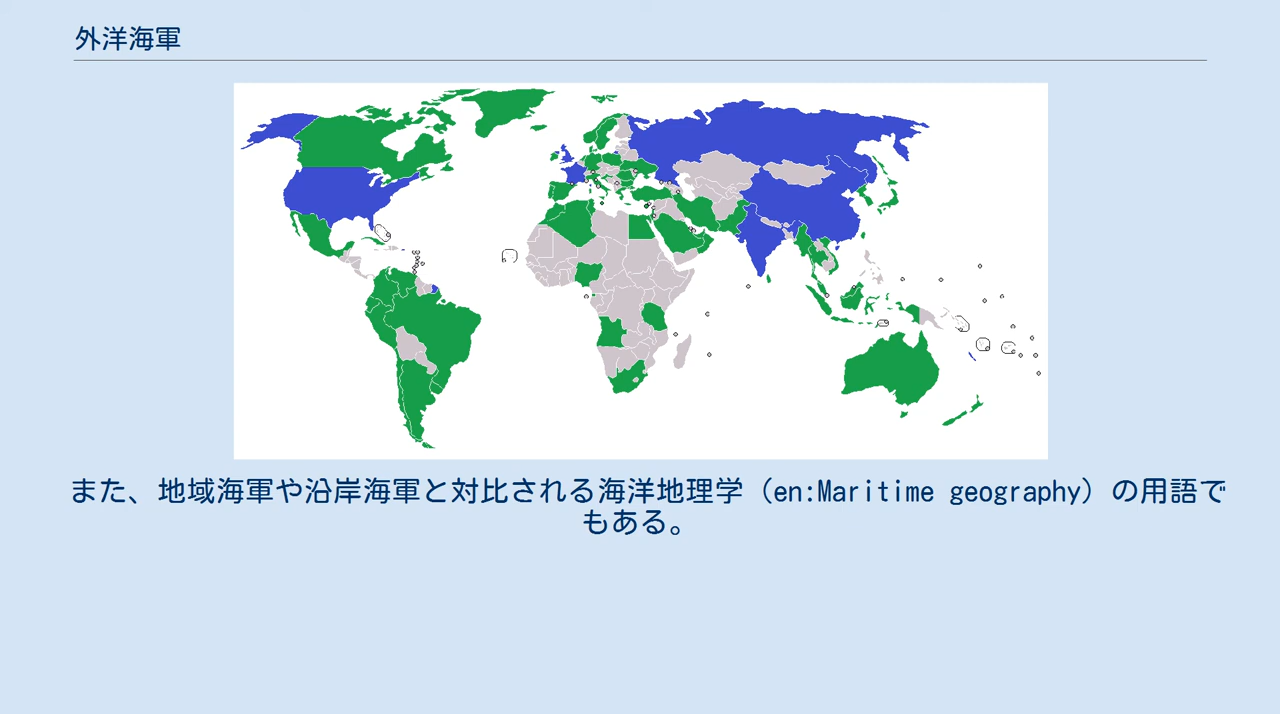 外洋海軍
また、地域海軍や沿岸海軍と対比される海洋地理学（en:Maritime geography）の用語で
もある。